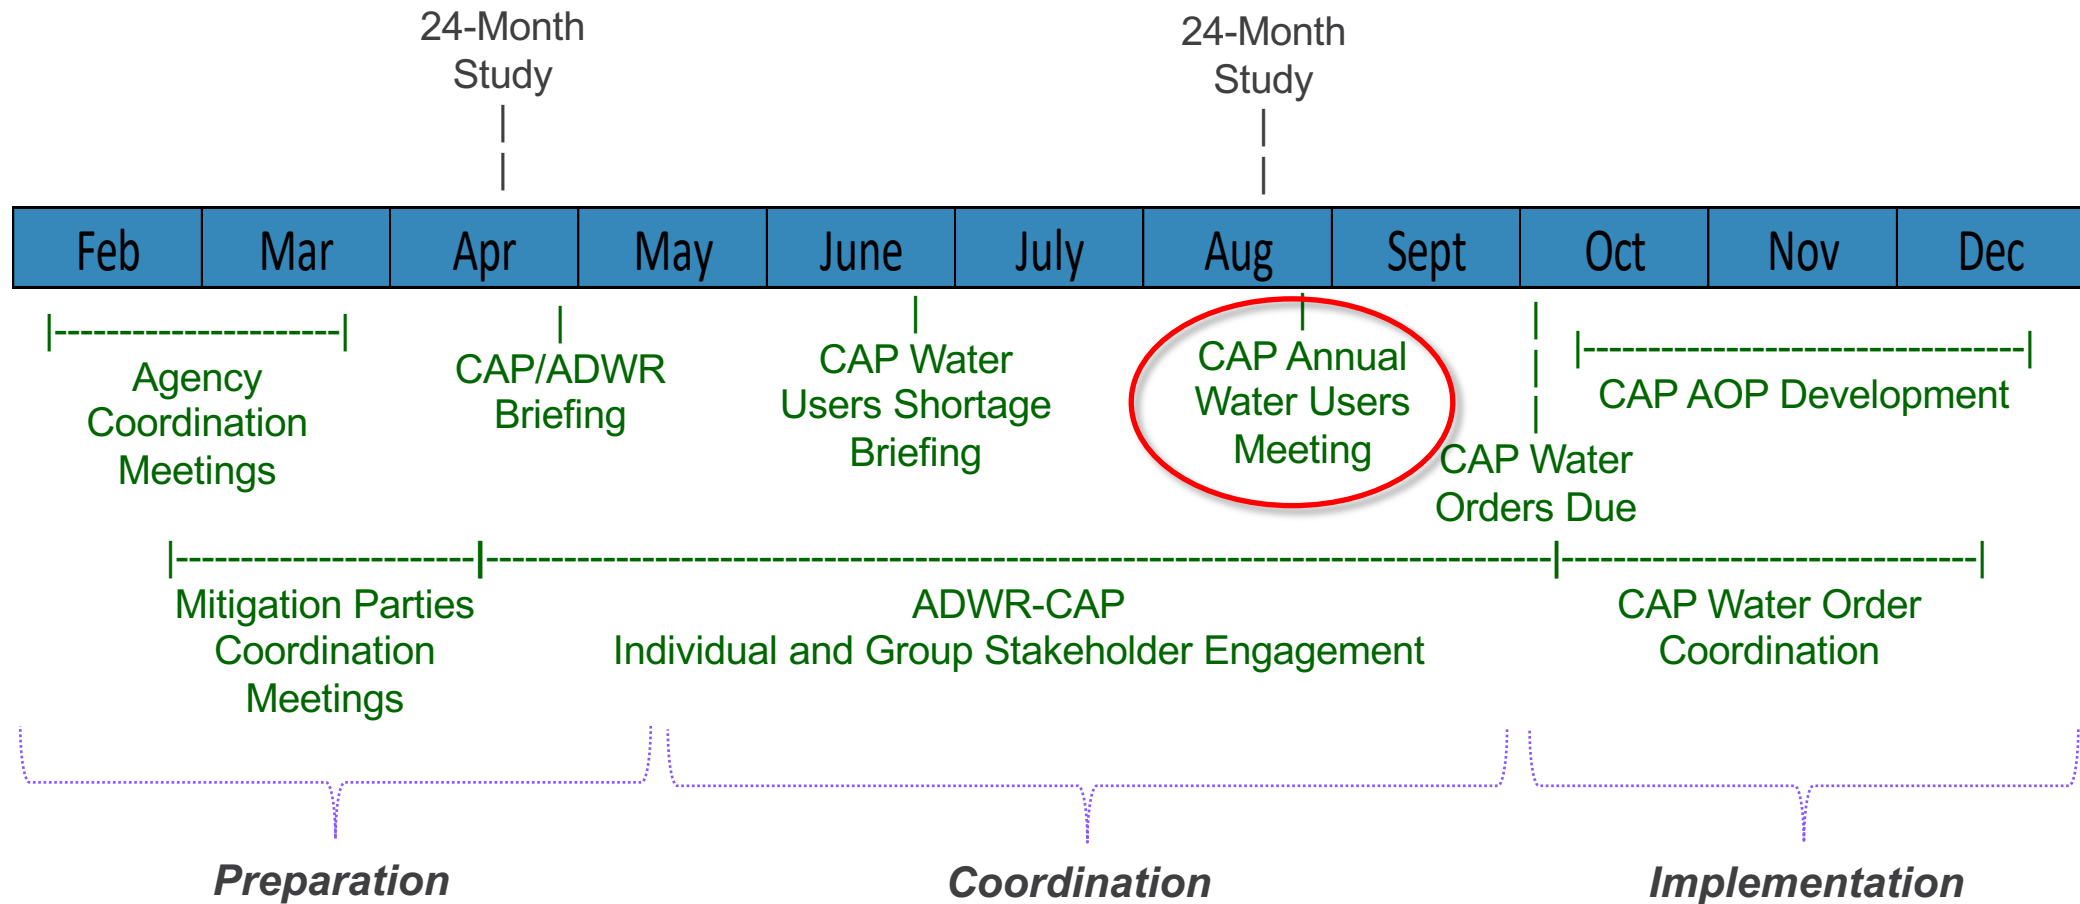 24-Month
Study
24-Month
Study
Feb
Mar
Apr
May
June
July
Aug
Sept
Oct
Nov
Dec
Agency
Coordination
Meetings
CAP/ADWR
Briefing
CAP Water
Users Shortage
Briefing
CAP Annual
Water Users
Meeting
CAP Water
Orders Due
CAP AOP Development
Mitigation Parties
Coordination
Meetings
ADWR-CAP
Individual and Group Stakeholder Engagement
CAP Water Order
Coordination
Preparation
Coordination
Implementation